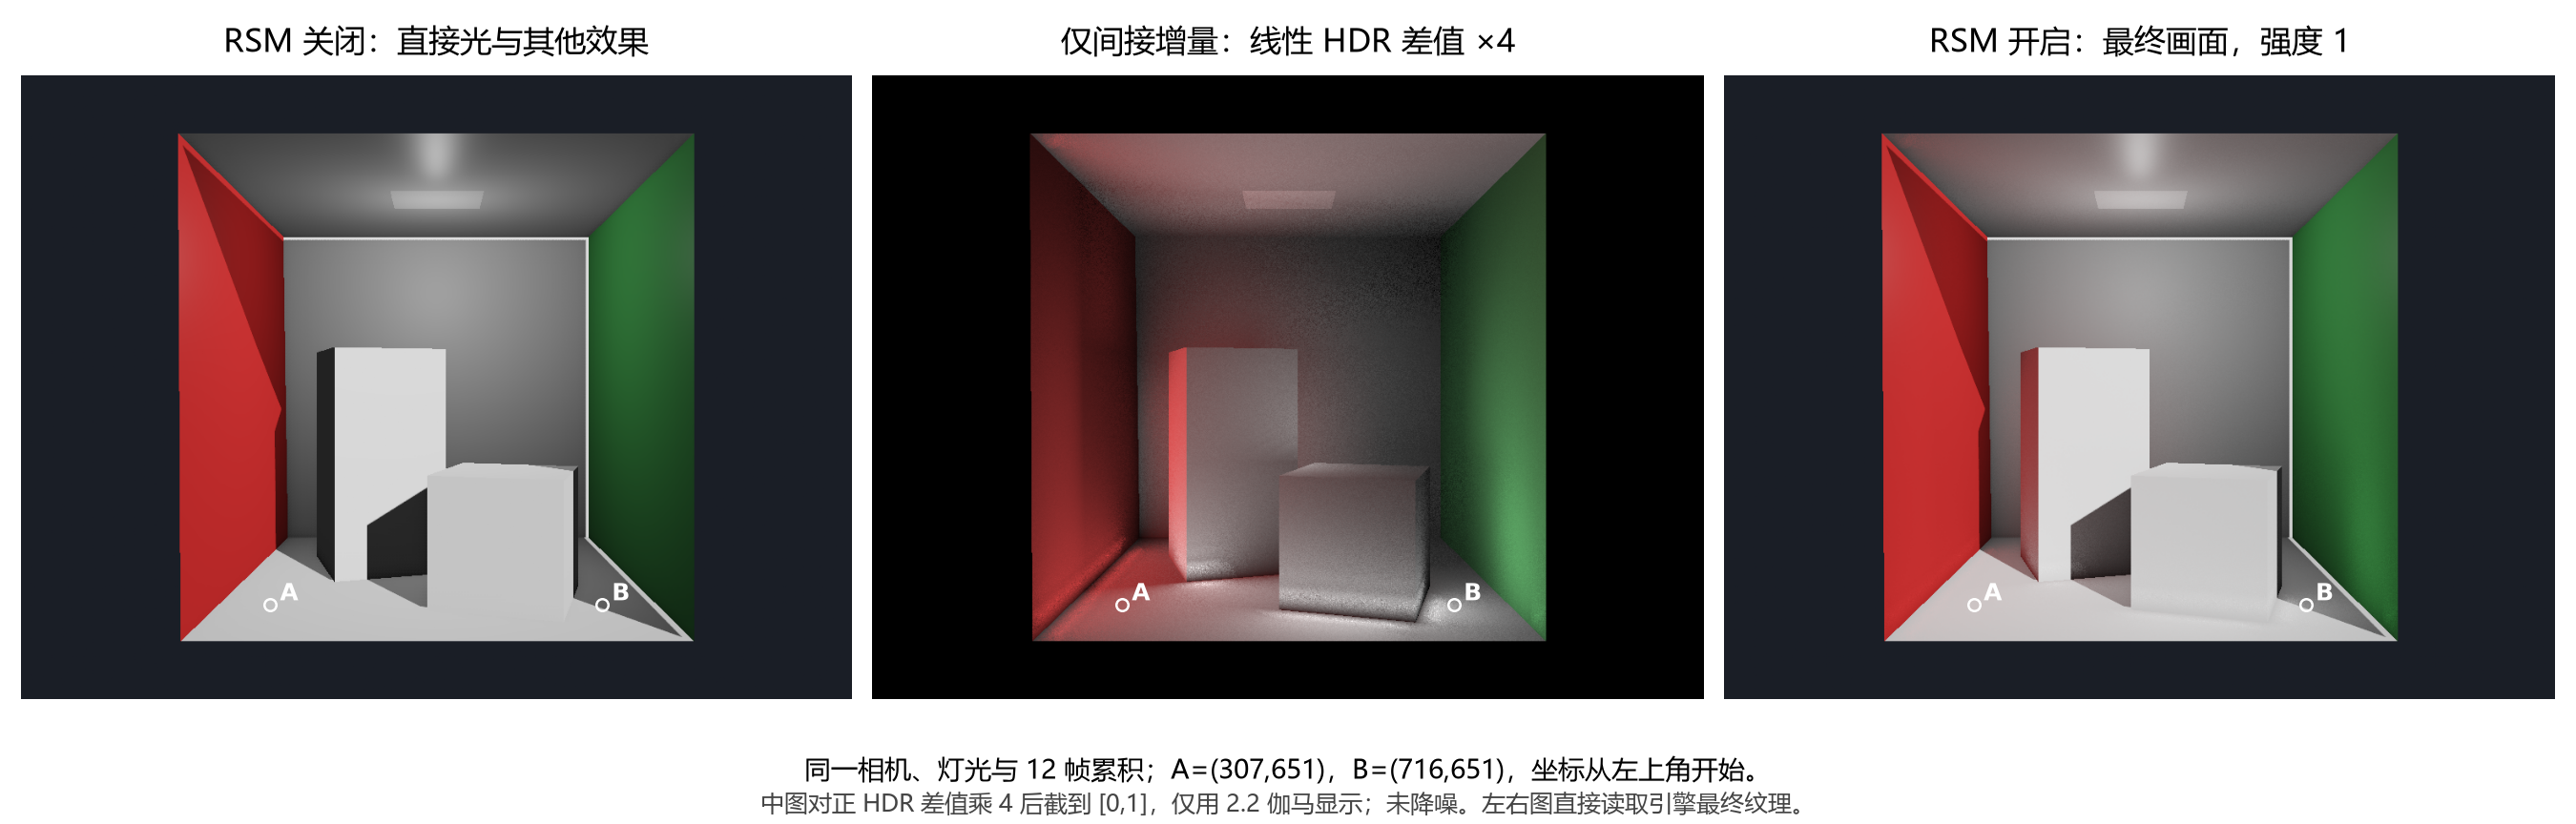 RSM 关闭：直接光与其他效果
仅间接增量：线性 HDR 差值 ×4
RSM 开启：最终画面，强度 1
A
B
A
B
A
B
同一相机、灯光与 12 帧累积；A=(307,651)，B=(716,651)，坐标从左上角开始。
中图对正 HDR 差值乘 4 后截到 [0,1]，仅用 2.2 伽马显示；未降噪。左右图直接读取引擎最终纹理。